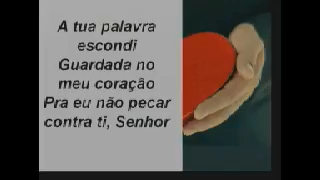 A tua palavra
escondi
Guardada no
meu coração
Pra eu não pecar
contra ti, Senhor